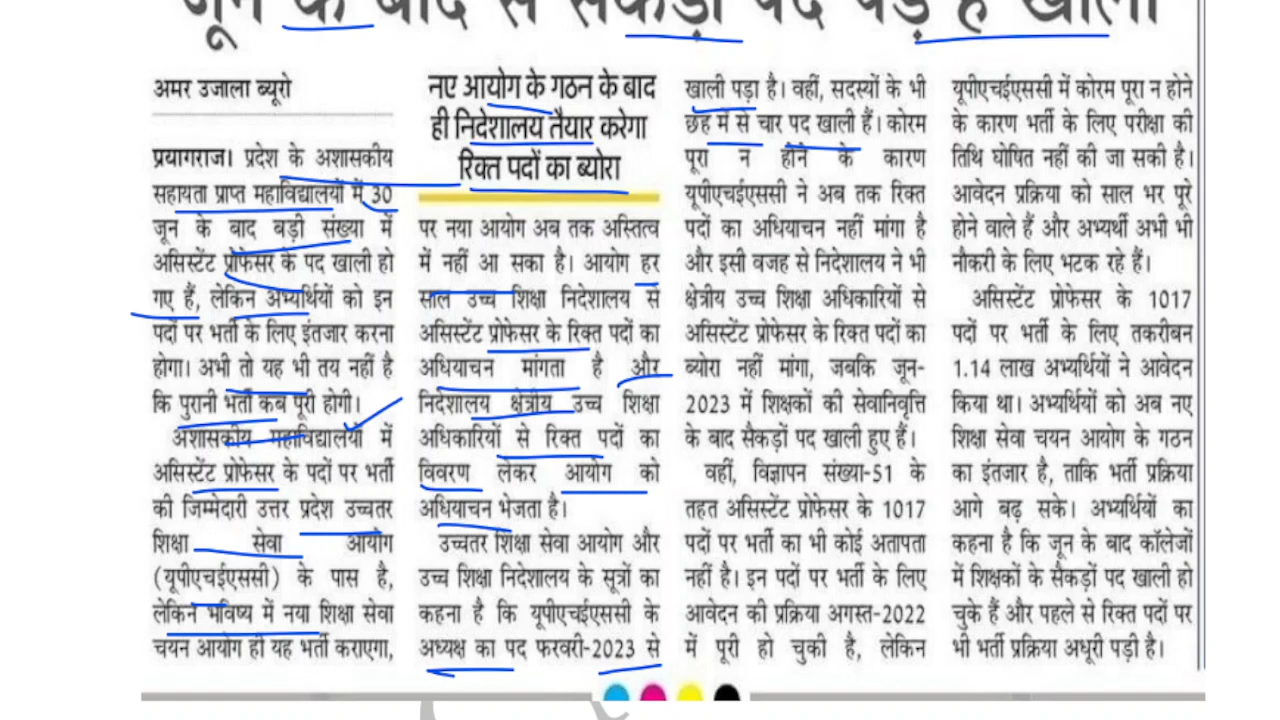 जून के बाद से सैकड़ों पद पड़े हैं खाली
अमर उजाला ब्यूरो
प्रयागराज। प्रदेश के अशासकीय
सहायता प्राप्त महाविद्यालयों में 30
जून के बाद बड़ी संख्या में
असिस्टेंट प्रोफेसर के पद खाली हो
गए हैं, लेकिन अभ्यर्थियों को इन
पदों पर भर्ती के लिए इंतजार करना
होगा। अभी तो यह भी तय नहीं है
कि पुरानी भर्ती कब पूरी होगी।
अशासकीय महाविद्यालयों में
असिस्टेंट प्रोफेसर के पदों पर भर्ती
की जिम्मेदारी उत्तर प्रदेश उच्चतर
शिक्षा सेवा आयोग
(यूपीएचईएससी) के पास है,
लेकिन भविष्य में नया शिक्षा सेवा
चयन आयोग ही यह भर्ती कराएगा,
नए आयोग के गठन के बाद
ही निदेशालय तैयार करेगा
रिक्त पदों का ब्योरा
पर नया आयोग अब तक अस्तित्व
में नहीं आ सका है। आयोग हर
साल उच्च शिक्षा निदेशालय से
असिस्टेंट प्रोफेसर के रिक्त पदों का
अधियाचन मांगता है और
निदेशालय क्षेत्रीय उच्च शिक्षा
अधिकारियों से रिक्त पदों का
विवरण लेकर आयोग को
अधियाचन भेजता है।
उच्चतर शिक्षा सेवा आयोग और
उच्च शिक्षा निदेशालय के सूत्रों का
कहना है कि यूपीएचईएससी के
अध्यक्ष का पद फरवरी-2023 से
खाली पड़ा है। वहीं, सदस्यों के भी
छह में से चार पद खाली हैं। कोरम
पूरा न होने के कारण
यूपीएचईएससी ने अब तक रिक्त
पदों का अधियाचन नहीं मांगा है
और इसी वजह से निदेशालय ने भी
क्षेत्रीय उच्च शिक्षा अधिकारियों से
असिस्टेंट प्रोफेसर के रिक्त पदों का
ब्योरा नहीं मांगा, जबकि जून-
2023 में शिक्षकों की सेवानिवृत्ति
के बाद सैकड़ों पद खाली हुए हैं।
वहीं, विज्ञापन संख्या-51 के
तहत असिस्टेंट प्रोफेसर के 1017
पदों पर भर्ती का भी कोई अतापता
नहीं है। इन पदों पर भर्ती के लिए
आवेदन की प्रक्रिया अगस्त-2022
में पूरी हो चुकी है, लेकिन
यूपीएचईएससी में कोरम पूरा न होने
के कारण भर्ती के लिए परीक्षा की
तिथि घोषित नहीं की जा सकी है।
आवेदन प्रक्रिया को साल भर पूरे
होने वाले हैं और अभ्यर्थी अभी भी
नौकरी के लिए भटक रहे हैं।
असिस्टेंट प्रोफेसर के 1017
पदों पर भर्ती के लिए तकरीबन
1.14 लाख अभ्यर्थियों ने आवेदन
किया था। अभ्यर्थियों को अब नए
शिक्षा सेवा चयन आयोग के गठन
का इंतजार है, ताकि भर्ती प्रक्रिया
आगे बढ़ सके। अभ्यर्थियों का
कहना है कि जून के बाद कॉलेजों
में शिक्षकों के सैकड़ों पद खाली हो
चुके हैं और पहले से रिक्त पदों पर
भी भर्ती प्रक्रिया अधूरी पड़ी है।